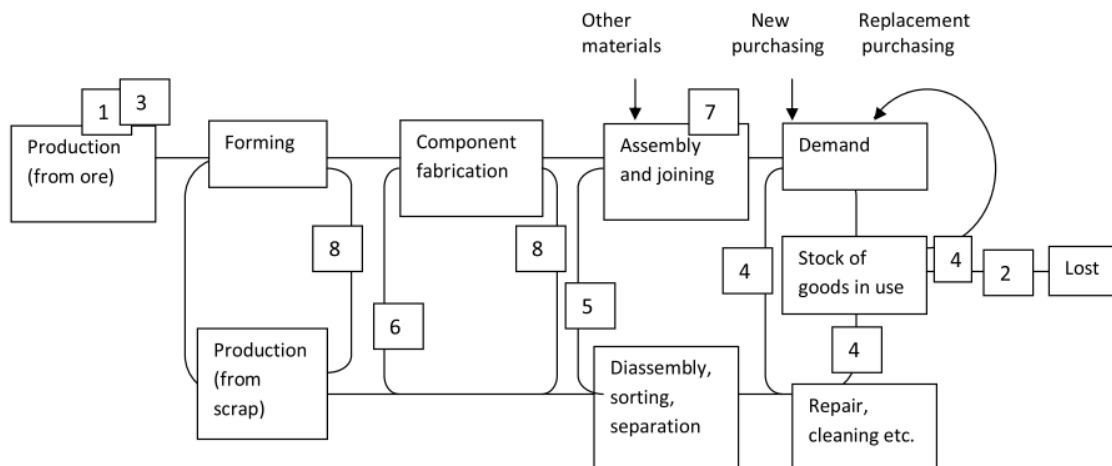 Other
materials
New
purchasing
Replacement
purchasing
1
3
7
Production
(from ore)
Forming
Component
fabrication
Assembly
and joining
Demand
8
8
4
Stock of
goods in use
4
2
Lost
6
5
4
Production
(from
scrap)
Diassembly,
sorting,
separation
Repair,
cleaning etc.